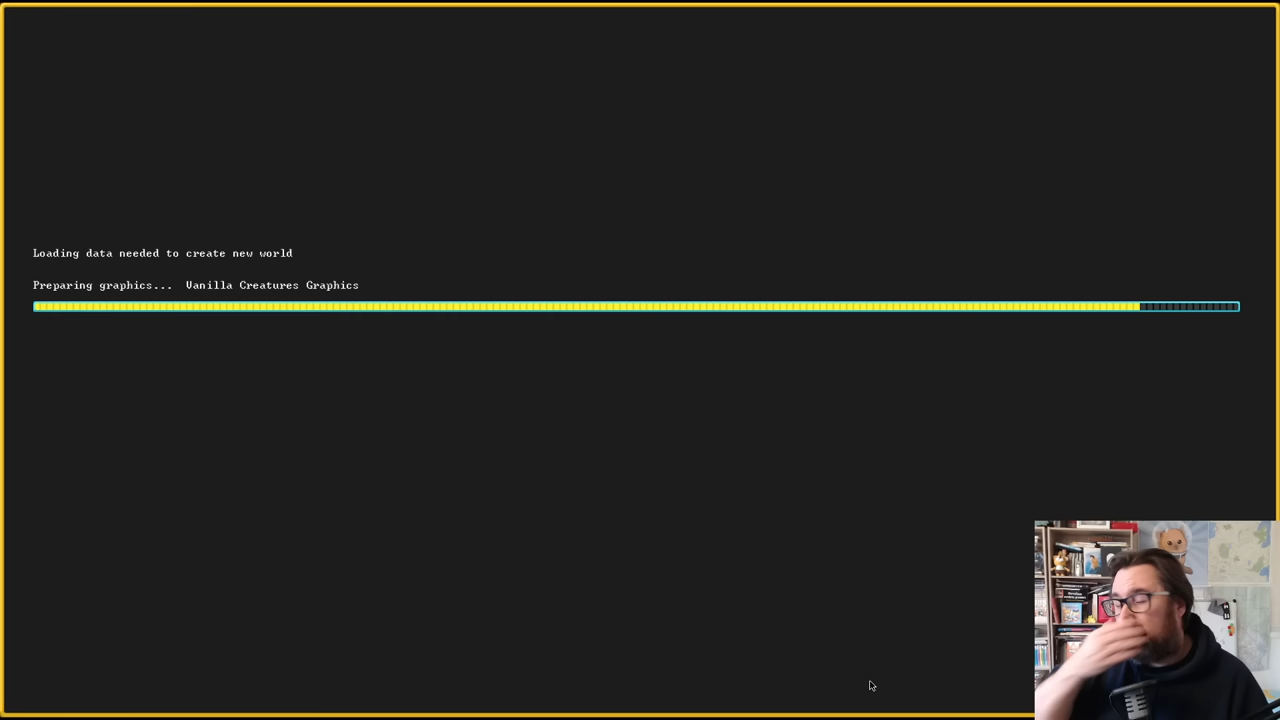 Loading data needed to create new world
Preparing graphics...  Vanilla Creatures Graphics